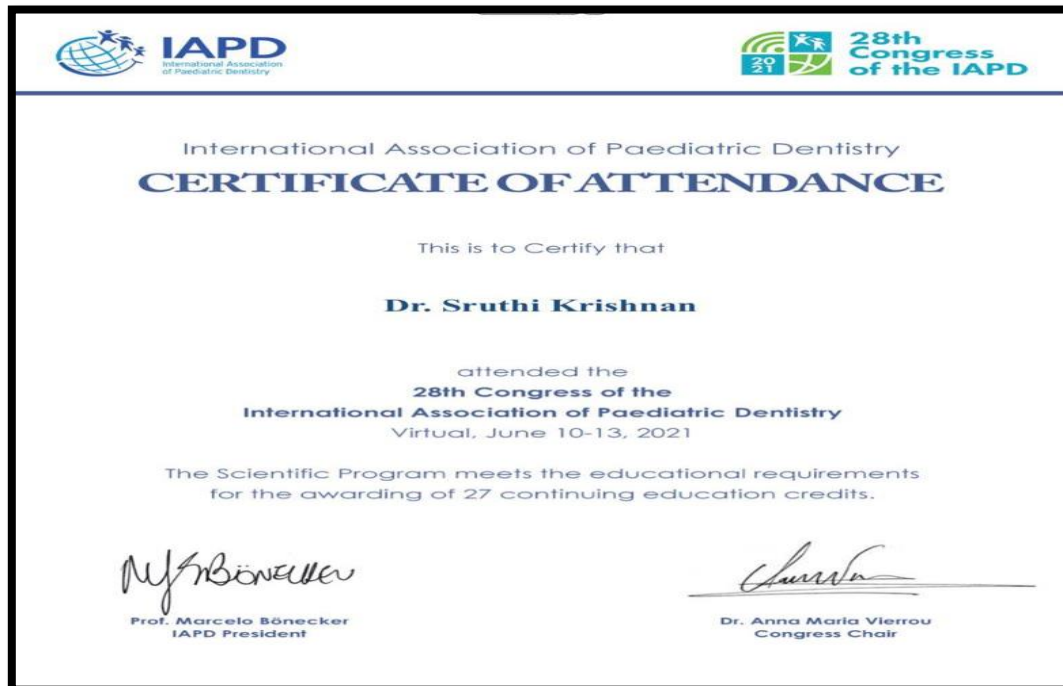 IAPD
International Association
of Paediatric Dentistry
20
21
28th
Congress
of the IAPD
International Association of Paediatric Dentistry
CERTIFICATE OF ATTENDANCE
This is to Certify that
Dr. Sruthi Krishnan
attended the
28th Congress of the
International Association of Paediatric Dentistry
Virtual, June 10-13, 2021
The Scientific Program meets the educational requirements
for the awarding of 27 continuing education credits.
Prof. Marcelo Bönecker
IAPD President
Dr. Anna Maria Vierrou
Congress Chair